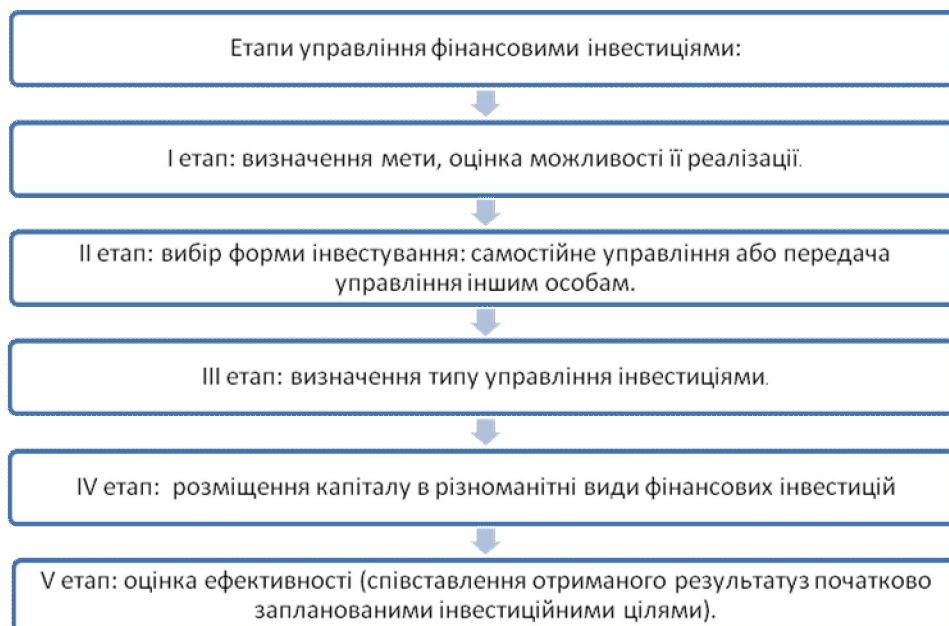 Етапи управління фінансовими інвестиціями:
І етап: визначення мети, оцінка можливості її реалізації.
ІІ етап: вибір форми інвестування: самостійне управління або передача
управління іншим особам.
ІІІ етап: визначення типу управління інвестиціями.
IV етап: розміщення капіталу в різноманітні види фінансових інвестицій
V етап: оцінка ефективності (співставлення отриманого результатуз початково
запланованими інвестиційними цілями).